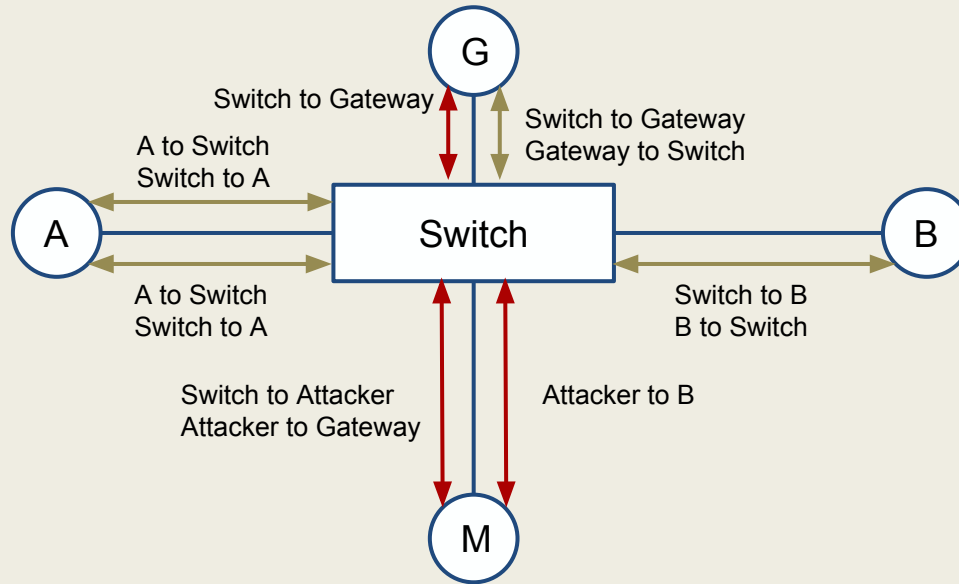 G
Switch to Gateway
Switch to Gateway
Gateway to Switch
A to Switch
Switch to A
A
Switch
B
A to Switch
Switch to A
Switch to B
B to Switch
Switch to Attacker
Attacker to Gateway
Attacker to B
M